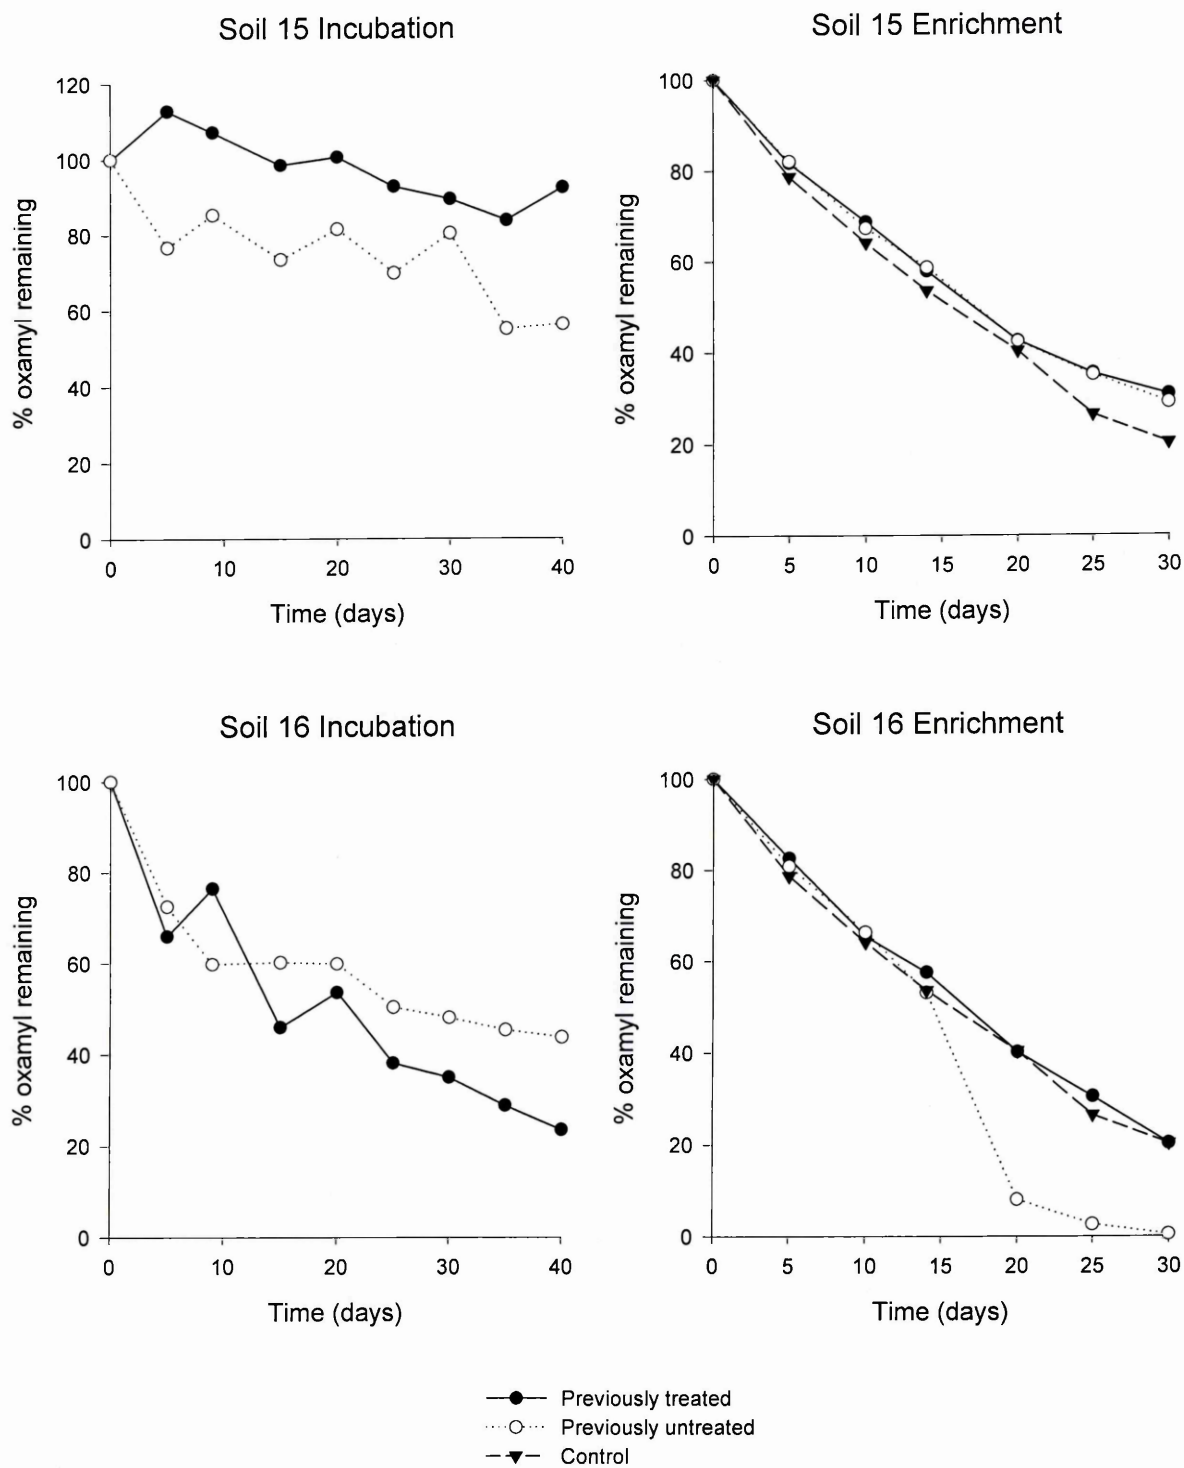 Soil 15 Incubation
120
100
80
60
40
20
0
% oxamyl remaining
0 10 20 30 40
Time (days)
Soil 15 Enrichment
100
80
60
40
20
0
% oxamyl remaining
0 5 10 15 20 25 30
Time (days)
Soil 16 Incubation
100
80
60
40
20
0
% oxamyl remaining
0 10 20 30 40
Time (days)
Soil 16 Enrichment
100
80
60
40
20
0
% oxamyl remaining
0 5 10 15 20 25 30
Time (days)
Previously treated
Previously untreated
Control